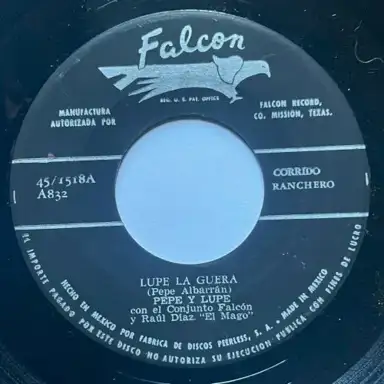 Falcon
REG. U. S. PAT. OFFICE
MANUFACTURA
AUTORIZADA POR
FALCON RECORD,
CO. MISSION, TEXAS.
45/1518A
A832
CORRIDO
RANCHERO
LUPE LA GUERA
(Pepe Albarrán)
PEPE Y LUPE
con el Conjunto Falcón
y Raúl Díaz "El Mago"
HECHO EN MEXICO POR FABRICA DE DISCOS PEERLESS, S. A. - MADE IN MEXICO
EL IMPORTE PAGADO POR ESTE DISCO NO AUTORIZA SU EJECUCION PUBLICA CON FINES DE LUCRO